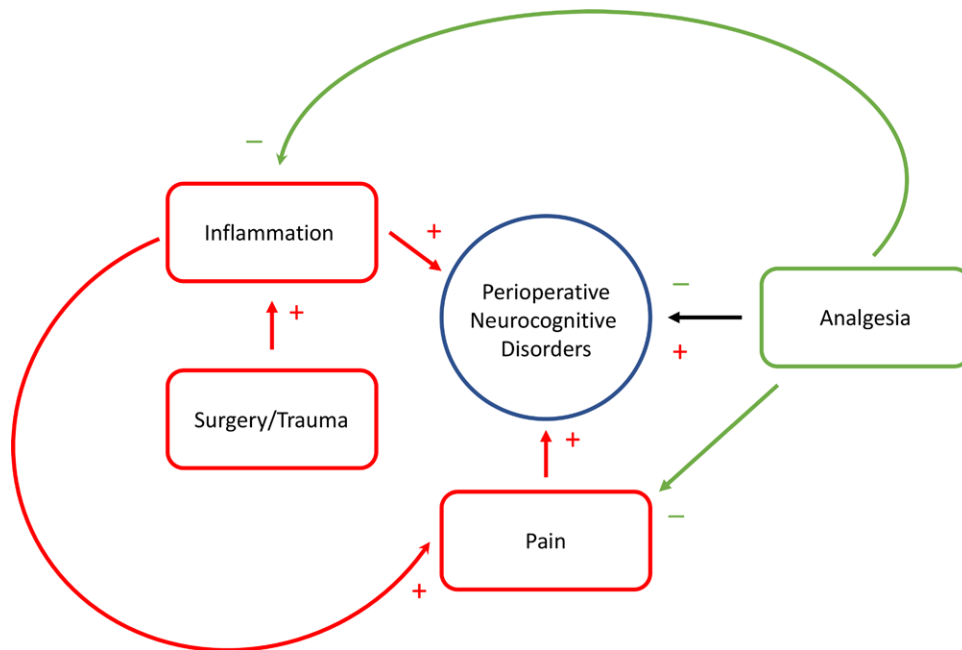 −
Inflammation
+
Perioperative
Neurocognitive
Disorders
−
+
Analgesia
+
Surgery/Trauma
+
Pain
−
+